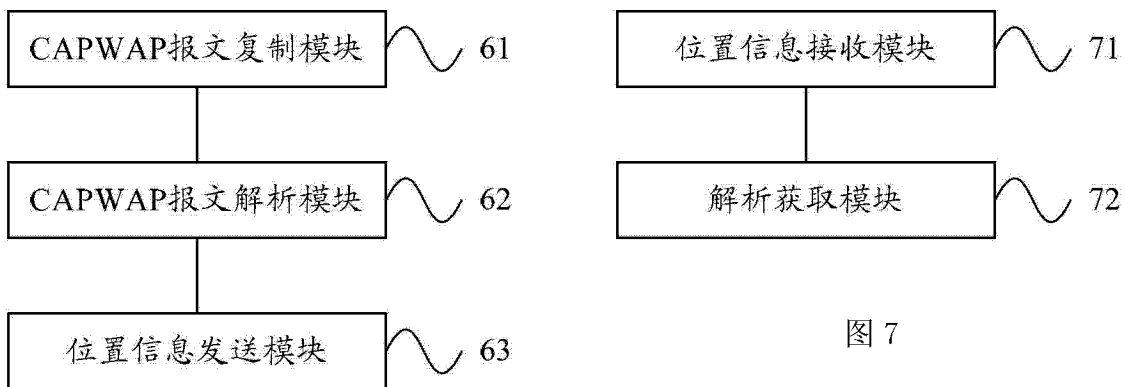 CAPWAP报文复制模块 61
CAPWAP报文解析模块 62
位置信息发送模块 63
位置信息接收模块 71
解析获取模块 72
图 7